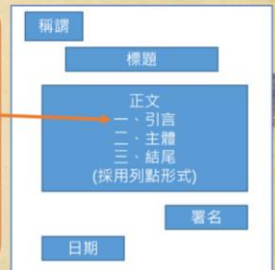 稱謂
標題
正文
一、引言
二、主體
三、結尾
(採用列點形式)
署名
日期